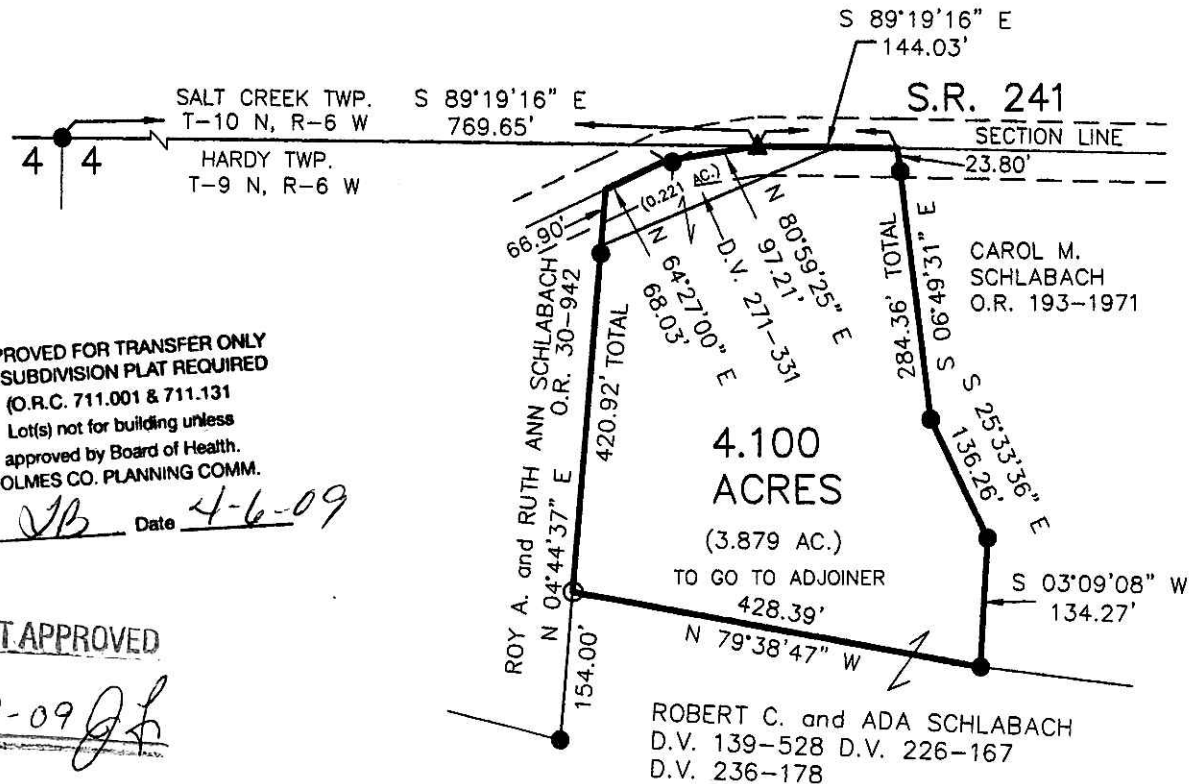 S 89°19'16" E
144.03'
SALT CREEK TWP.
T-10 N, R-6 W
S 89°19'16" E
769.65'
S.R. 241
SECTION LINE
4 4
HARDY TWP.
T-9 N, R-6 W
23.80'
(0.221 AC.)
66.90'
N 64°27'00" E
68.03'
D.V. 271-331
N 80°59'25" E
97.21'
284.36' TOTAL
S 06°49'31" E
CAROL M.
SCHLABACH
O.R. 193-1971
PROVED FOR TRANSFER ONLY
SUBDIVISION PLAT REQUIRED
(O.R.C. 711.001 & 711.131
Lot(s) not for building unless
approved by Board of Health.
OLMES CO. PLANNING COMM.
JB Date 4-6-09
ROY A. and RUTH ANN SCHLABACH
O.R. 30-942
N 04°44'37" E
420.92' TOTAL
4.100
ACRES
(3.879 AC.)
TO GO TO ADJOINER
428.39'
N 79°38'47" W
S 25°33'36" E
136.26'
S 03°09'08" W
134.27'
154.00'
T APPROVED
-09
ROBERT C. and ADA SCHLABACH
D.V. 139-528 D.V. 226-167
D.V. 236-178